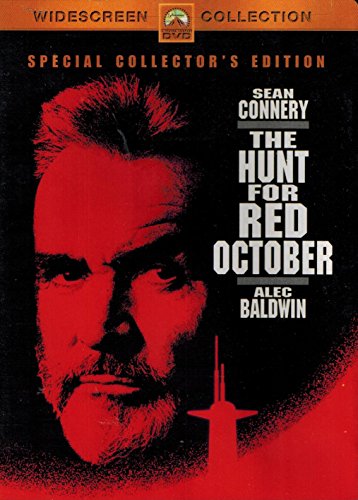 WIDESCREEN DVD COLLECTION
SPECIAL COLLECTOR'S EDITION
SEAN
CONNERY
THE
HUNT
FOR
RED
OCTOBER
ALEC
BALDWIN